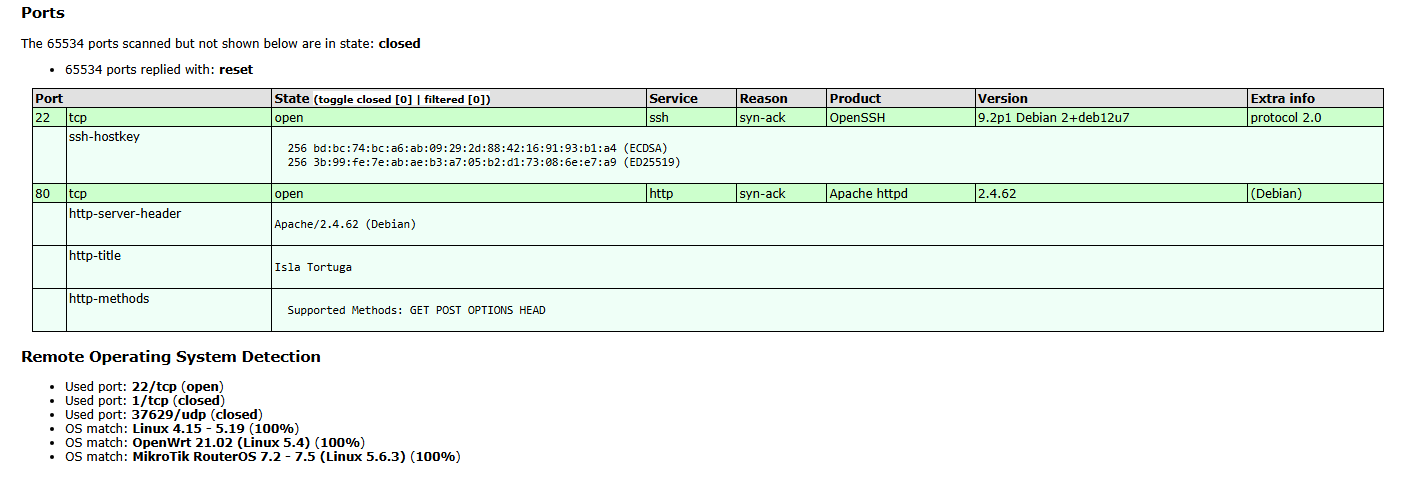 Ports
The 65534 ports scanned but not shown below are in state: closed
65534 ports replied with: reset
Port State (toggle closed [0] | filtered [0]) Service Reason Product Version Extra info
22 tcp open ssh syn-ack OpenSSH 9.2p1 Debian 2+deb12u7 protocol 2.0
ssh-hostkey
256 bd:bc:74:bc:a6:ab:09:29:2d:88:42:16:91:93:b1:a4 (ECDSA)
256 3b:99:fe:7e:ab:ae:b3:a7:05:b2:d1:73:08:6e:e7:a9 (ED25519)
80 tcp open http syn-ack Apache httpd 2.4.62 (Debian)
http-server-header
Apache/2.4.62 (Debian)
http-title
Isla Tortuga
http-methods
Supported Methods: GET POST OPTIONS HEAD
Remote Operating System Detection
Used port: 22/tcp (open)
Used port: 1/tcp (closed)
Used port: 37629/udp (closed)
OS match: Linux 4.15 - 5.19 (100%)
OS match: OpenWrt 21.02 (Linux 5.4) (100%)
OS match: MikroTik RouterOS 7.2 - 7.5 (Linux 5.6.3) (100%)